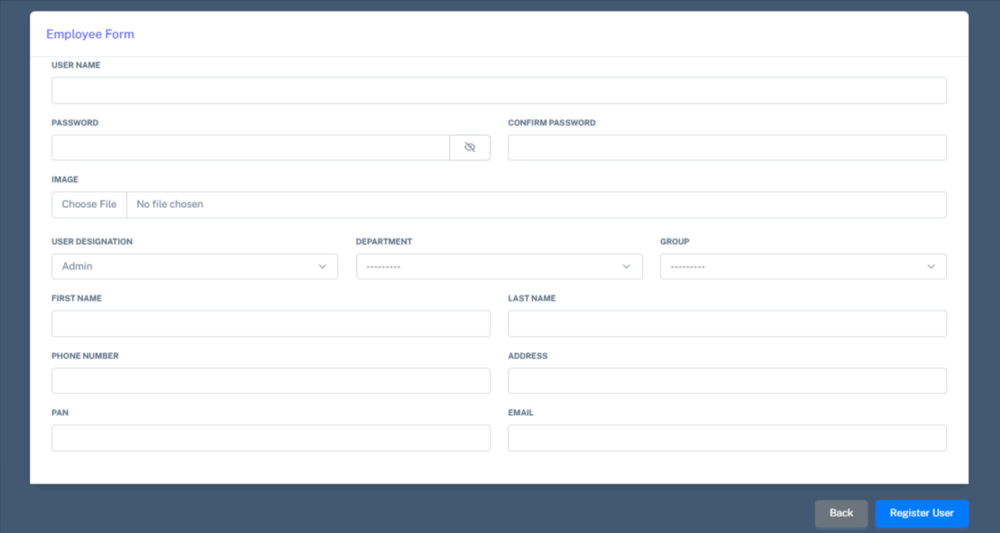 Employee Form
USER NAME
PASSWORD CONFIRM PASSWORD
IMAGE
Choose File No file chosen
USER DESIGNATION DEPARTMENT GROUP
Admin --------- ---------
FIRST NAME LAST NAME
PHONE NUMBER ADDRESS
PAN EMAIL
Back Register User